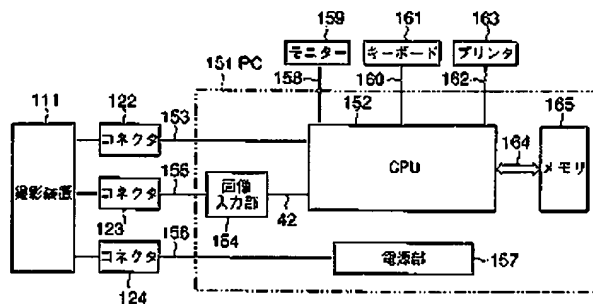 159
161
163
モニター
キーボード
プリンタ
151 PC
158
160
162
111
122
153
152
165
コネクタ
CPU
164
メモリ
撮影装置
155
コネクタ
画像
入力部
42
123
154
156
コネクタ
電源部
157
124